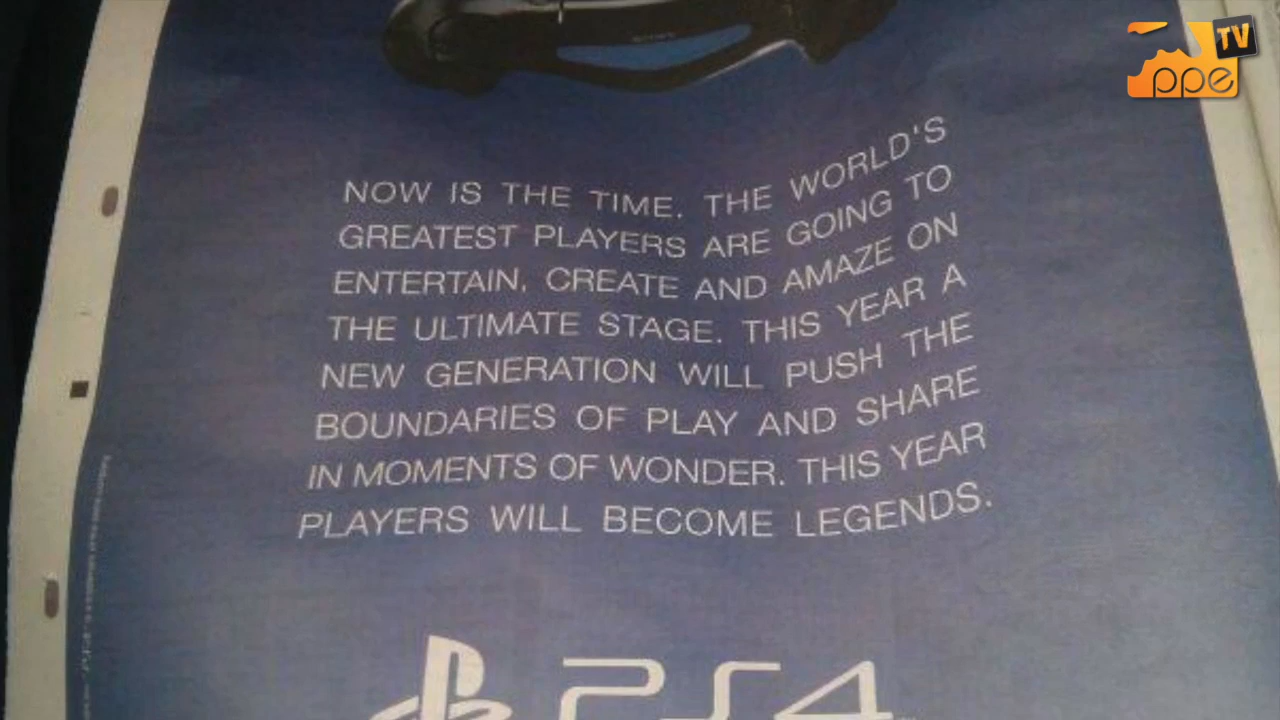 TV
ppe
SONY
NOW IS THE TIME. THE WORLD'S
GREATEST PLAYERS ARE GOING TO
ENTERTAIN, CREATE AND AMAZE ON
THE ULTIMATE STAGE. THIS YEAR A
NEW GENERATION WILL PUSH THE
BOUNDARIES OF PLAY AND SHARE
IN MOMENTS OF WONDER. THIS YEAR
PLAYERS WILL BECOME LEGENDS.
PS4